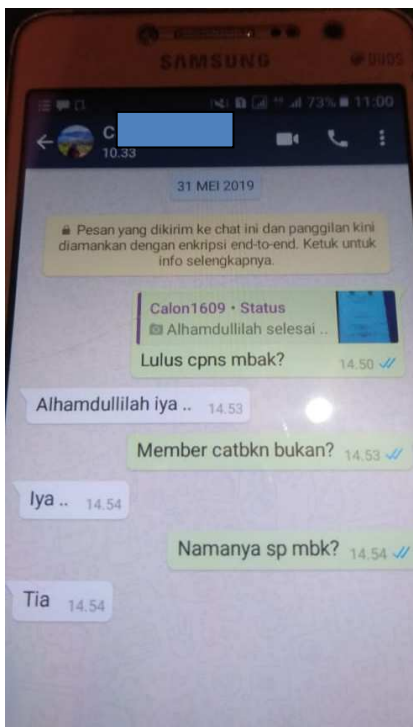 SAMSUNG
73% 11:00
C
10.33
31 MEI 2019
Pesan yang dikirim ke chat ini dan panggilan kini
diamankan dengan enkripsi end-to-end. Ketuk untuk
info selengkapnya.
Calon1609 • Status
Alhamdullilah selesai ..
Lulus cpns mbak? 14.50
Alhamdullilah iya .. 14.53
Member catbkn bukan? 14.53
Iya .. 14.54
Namanya sp mbk? 14.54
Tia 14.54